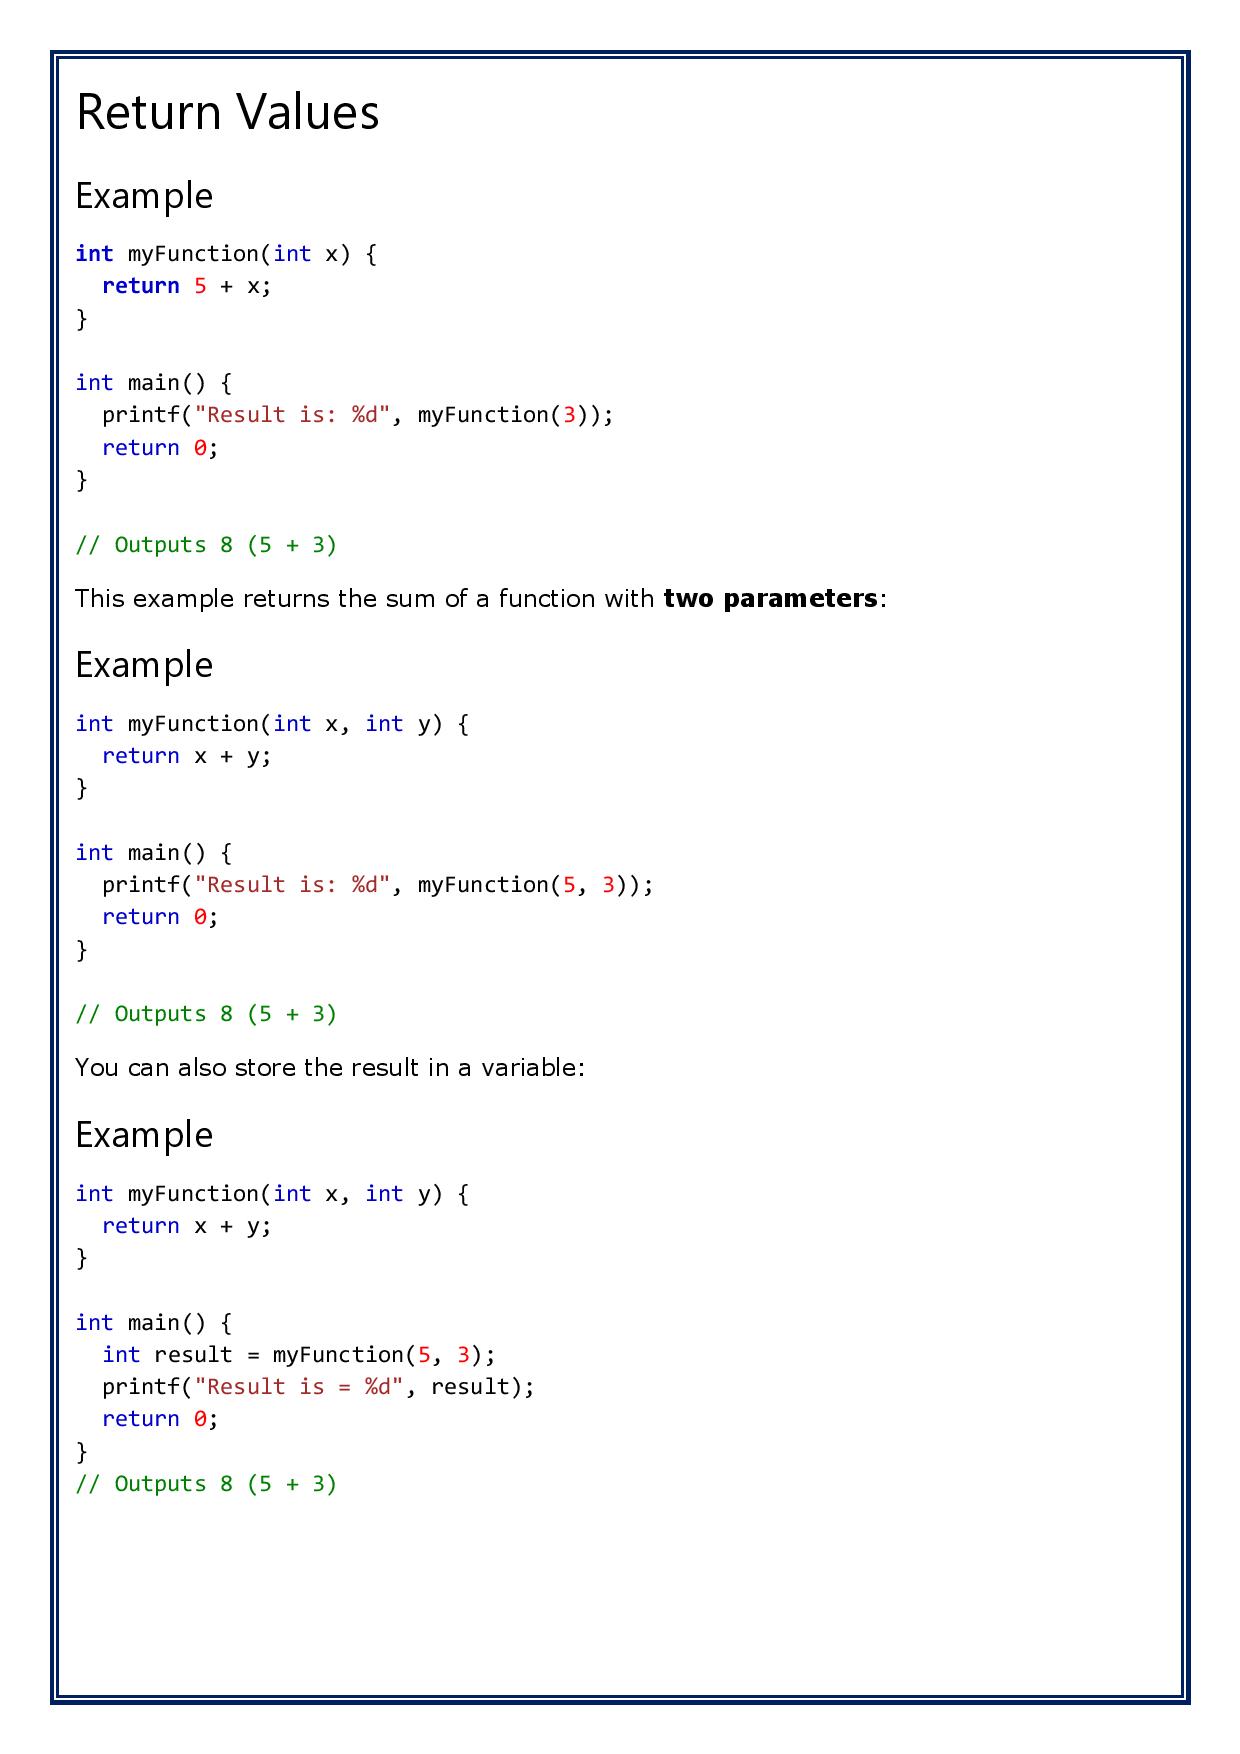 Return Values
Example
int myFunction(int x) {
  return 5 + x;
}
int main() {
  printf("Result is: %d", myFunction(3));
  return 0;
}
// Outputs 8 (5 + 3)
This example returns the sum of a function with two parameters:
Example
int myFunction(int x, int y) {
  return x + y;
}
int main() {
  printf("Result is: %d", myFunction(5, 3));
  return 0;
}
// Outputs 8 (5 + 3)
You can also store the result in a variable:
Example
int myFunction(int x, int y) {
  return x + y;
}
int main() {
  int result = myFunction(5, 3);
  printf("Result is = %d", result);
  return 0;
}
// Outputs 8 (5 + 3)